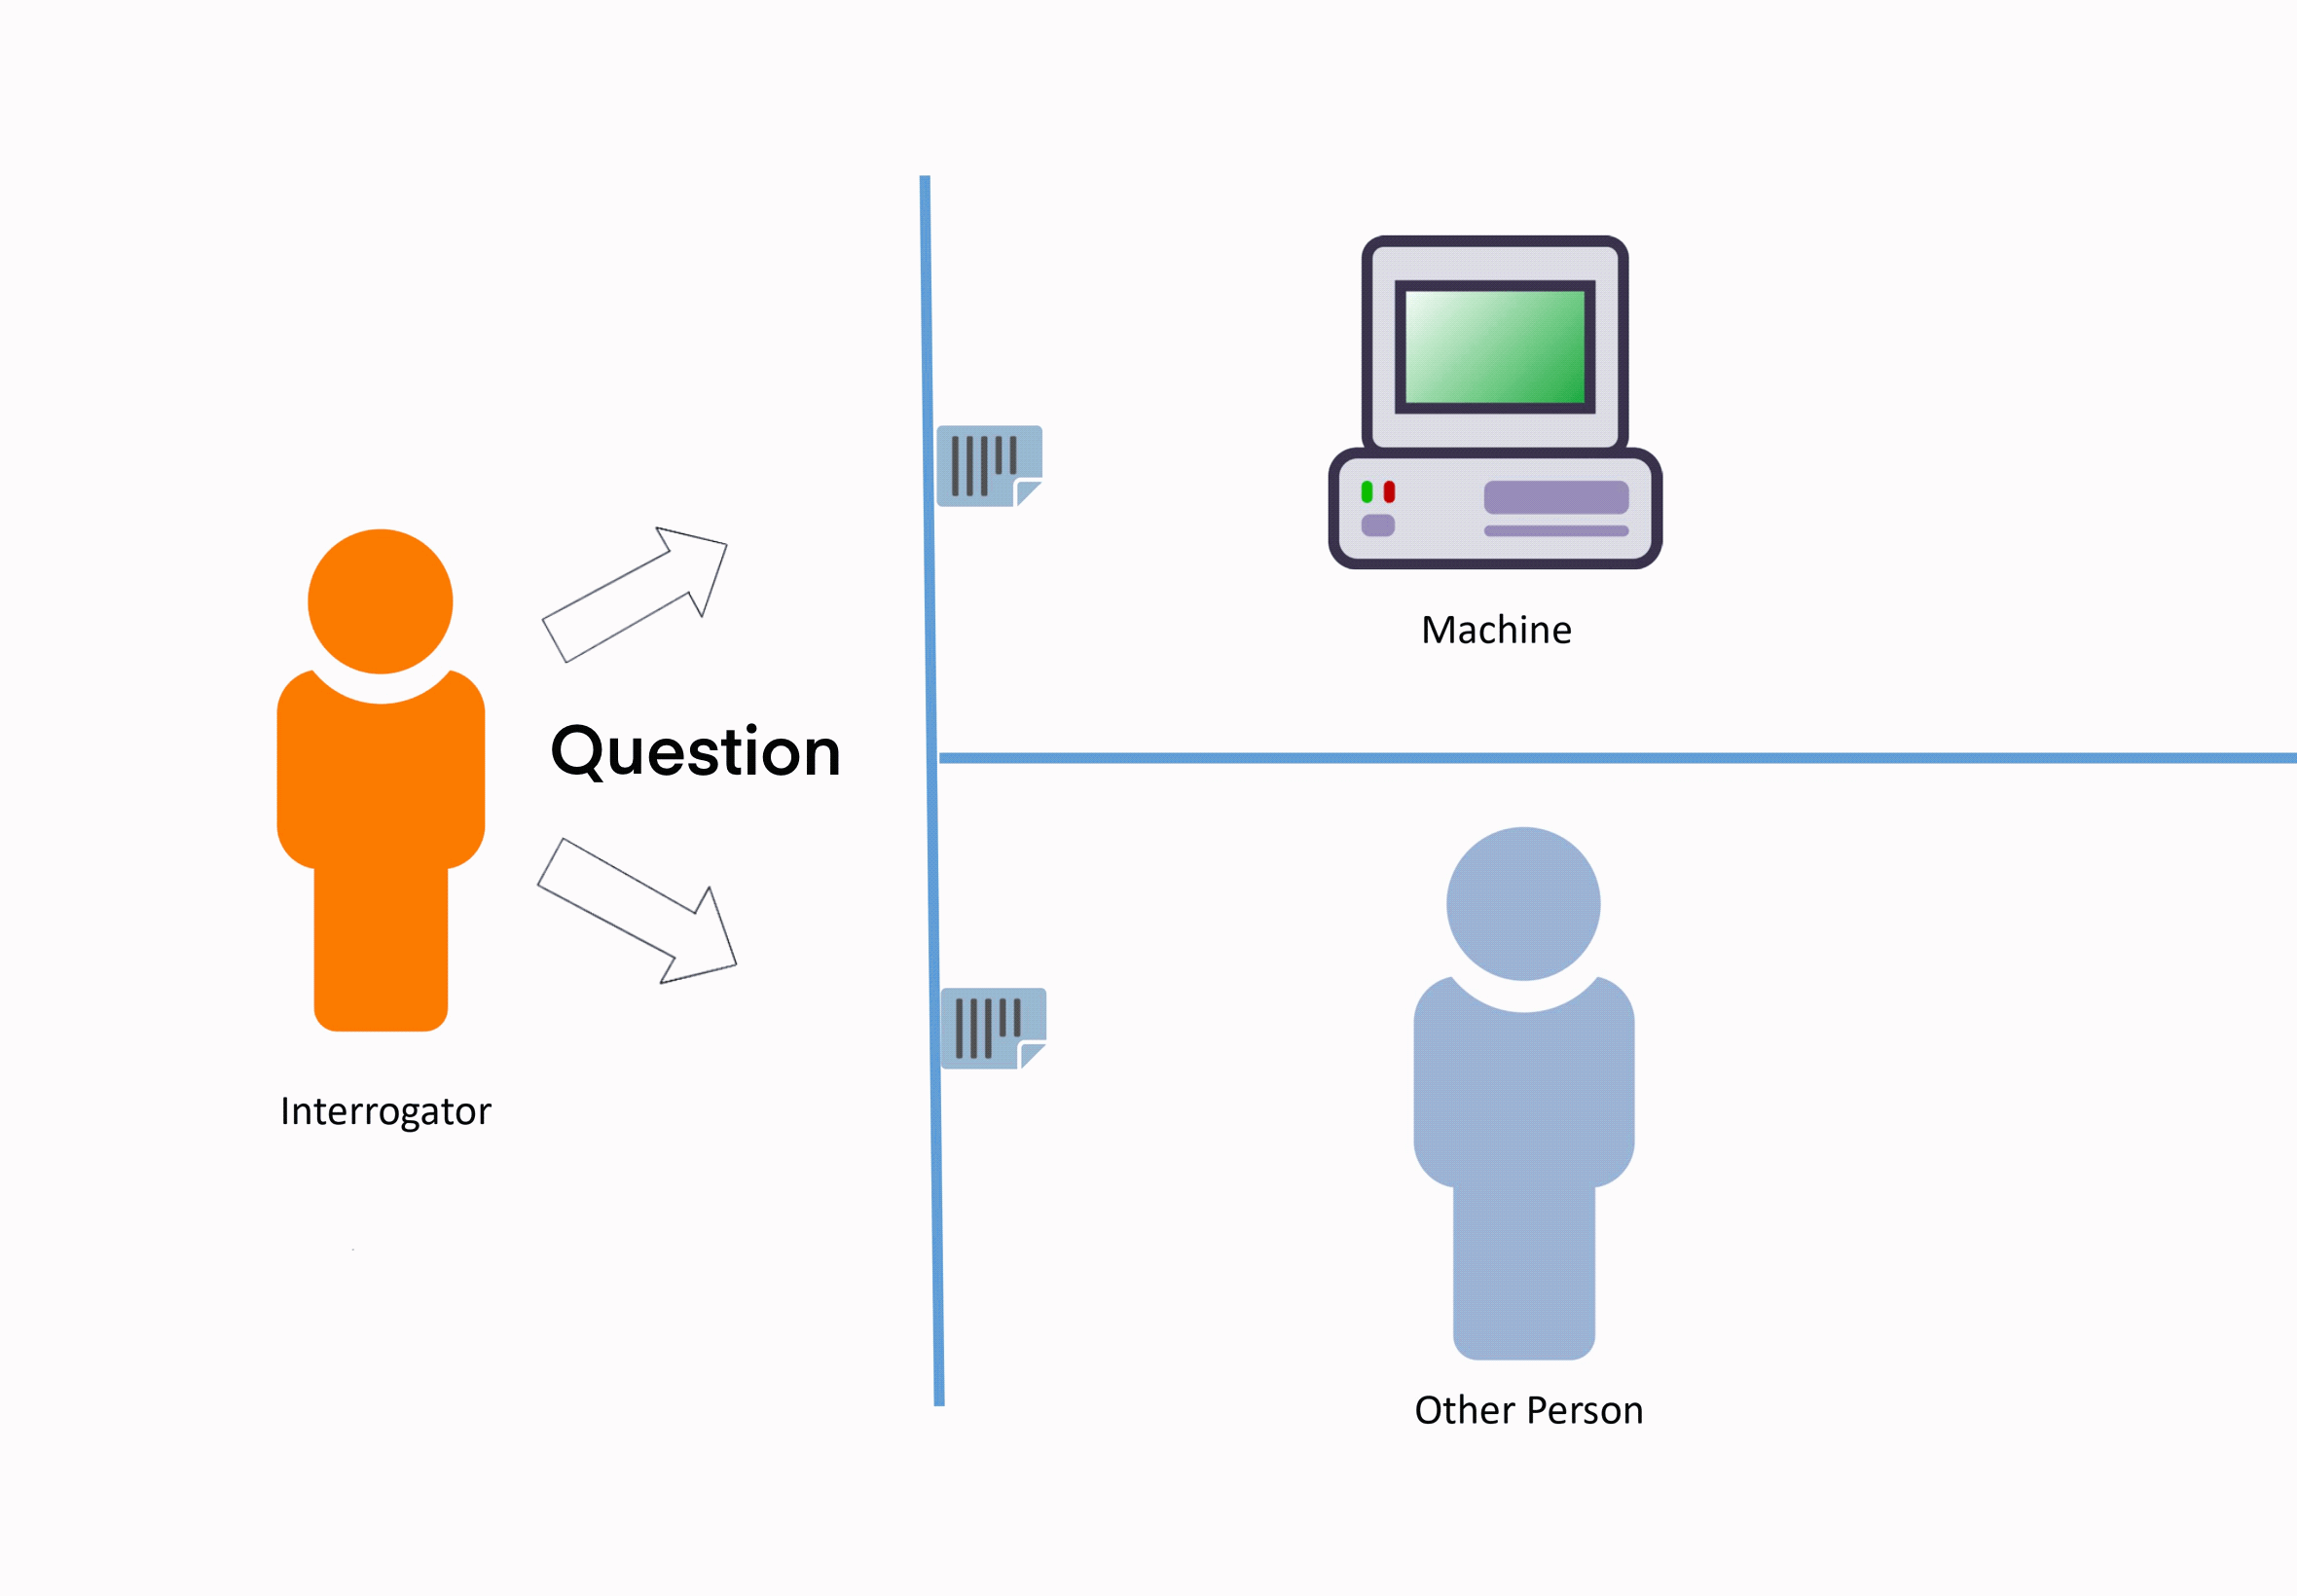 Machine
Question
Interrogator
Other Person